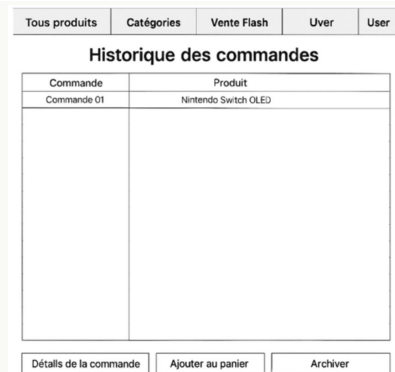 Tous produits Catégories Vente Flash Uver User
Historique des commandes
Commande Produit
Commande 01 Nintendo Switch OLED
Détalls de la commande Ajouter au panier Archiver